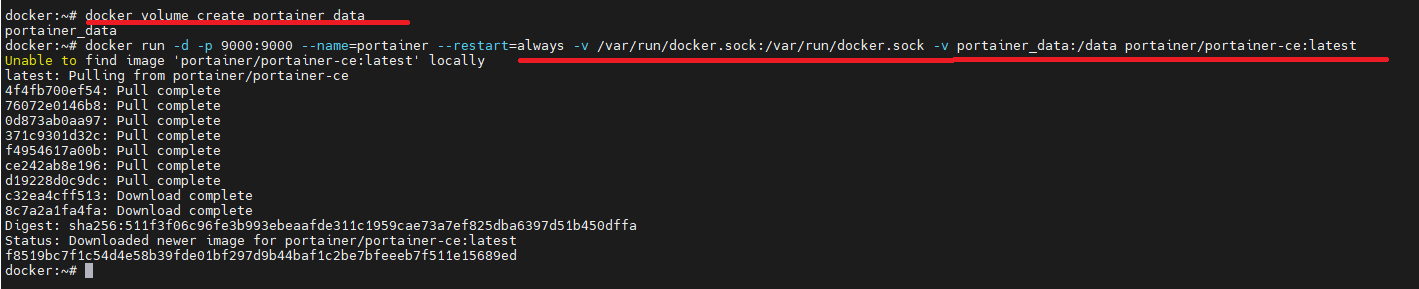 docker:~# docker volume create portainer_data
portainer_data
docker:~# docker run -d -p 9000:9000 --name=portainer --restart=always -v /var/run/docker.sock:/var/run/docker.sock -v portainer_data:/data portainer/portainer-ce:latest
Unable to find image 'portainer/portainer-ce:latest' locally
latest: Pulling from portainer/portainer-ce
4f4fb700ef54: Pull complete
76072e0146b8: Pull complete
0d873ab0aa97: Pull complete
371c9301d32c: Pull complete
f4954617a00b: Pull complete
ce242ab8e196: Pull complete
d19228d0c9dc: Pull complete
c32ea4cff513: Download complete
8c7a2a1fa4fa: Download complete
Digest: sha256:511f3f06c96fe3b993ebeaafde311c1959cae73a7ef825dba6397d51b450dffa
Status: Downloaded newer image for portainer/portainer-ce:latest
f8519bc7f1c54d4e58b39fde01bf297d9b44baf1c2be7bfeeeb7f511e15689ed
docker:~#